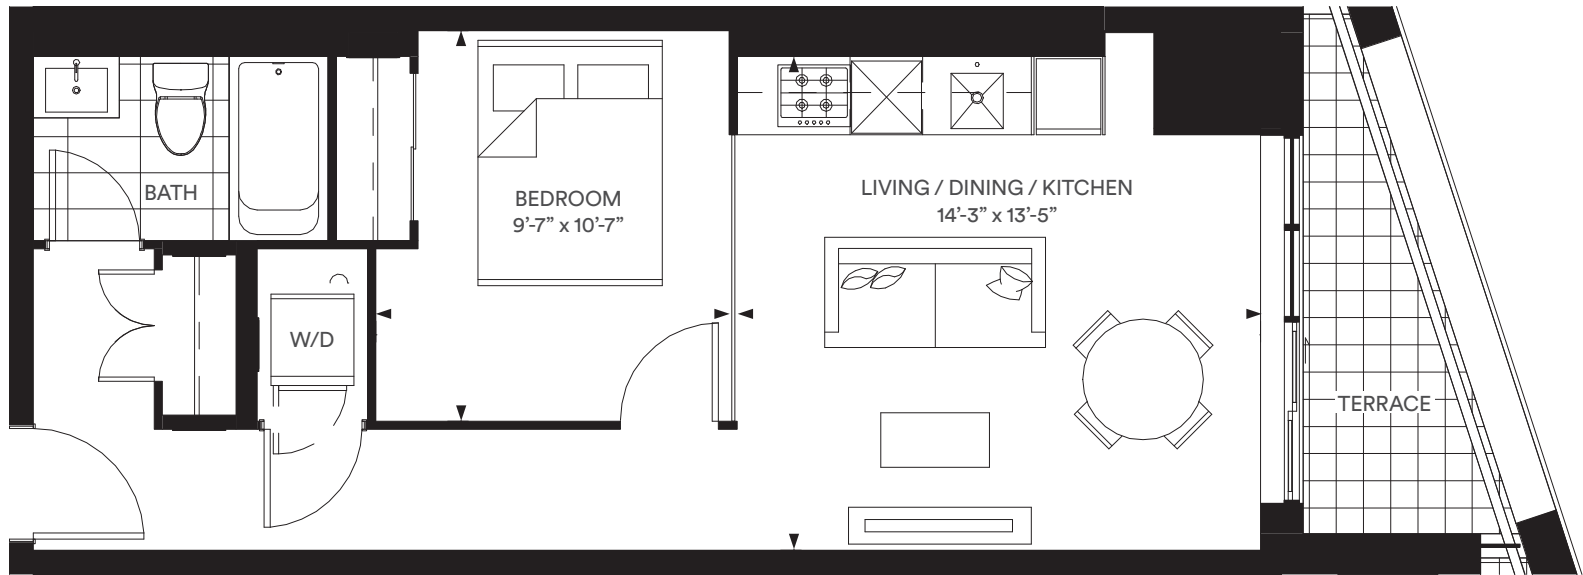 BATH
BEDROOM
9’-7” x 10’-7”
LIVING / DINING / KITCHEN
14’-3” x 13’-5”
W/D
TERRACE